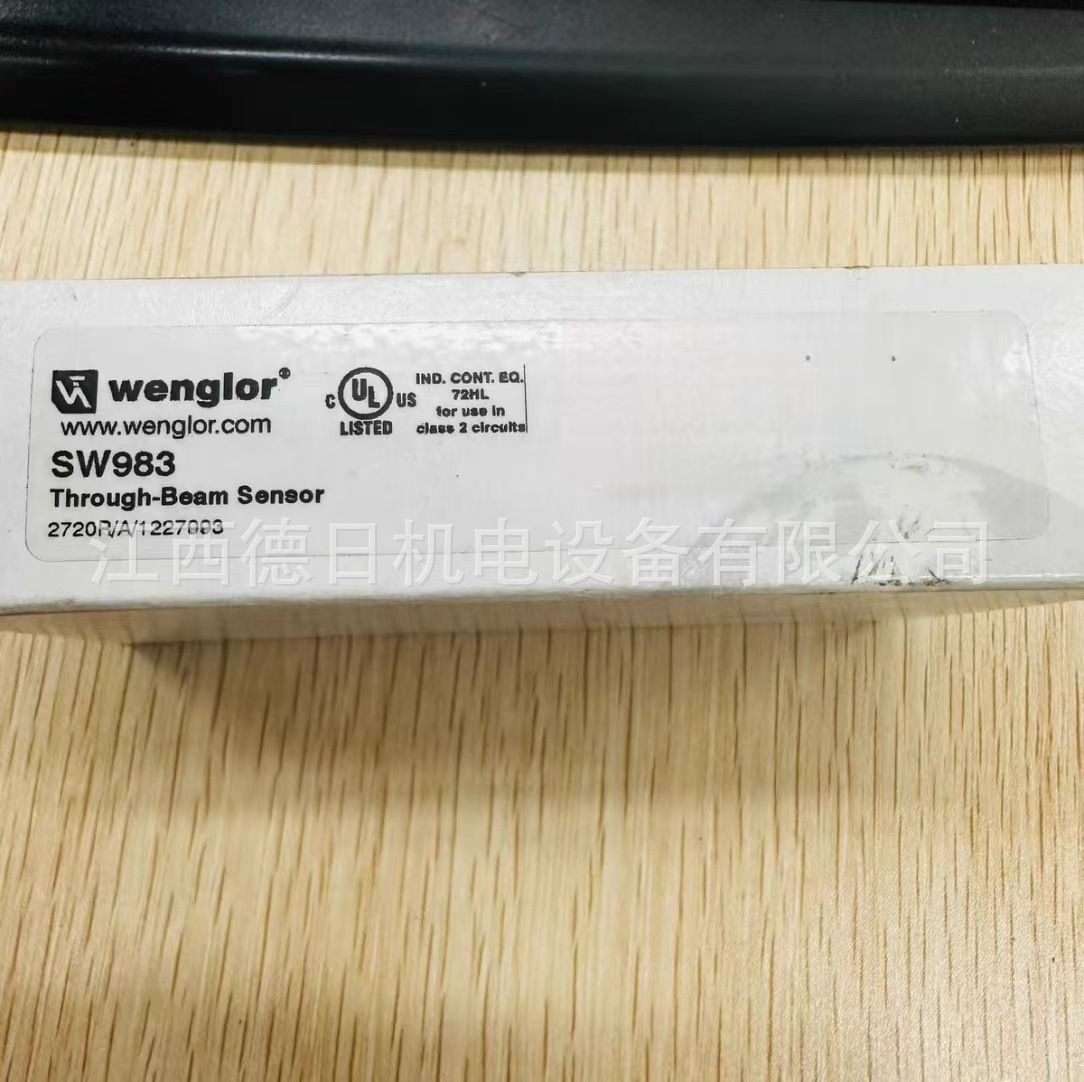 wenglor®
www.wenglor.com
C UL US
LISTED
IND. CONT. EQ.
72HL
for use in
class 2 circuits
SW983
Through-Beam Sensor
江西德日机电设备有限公司